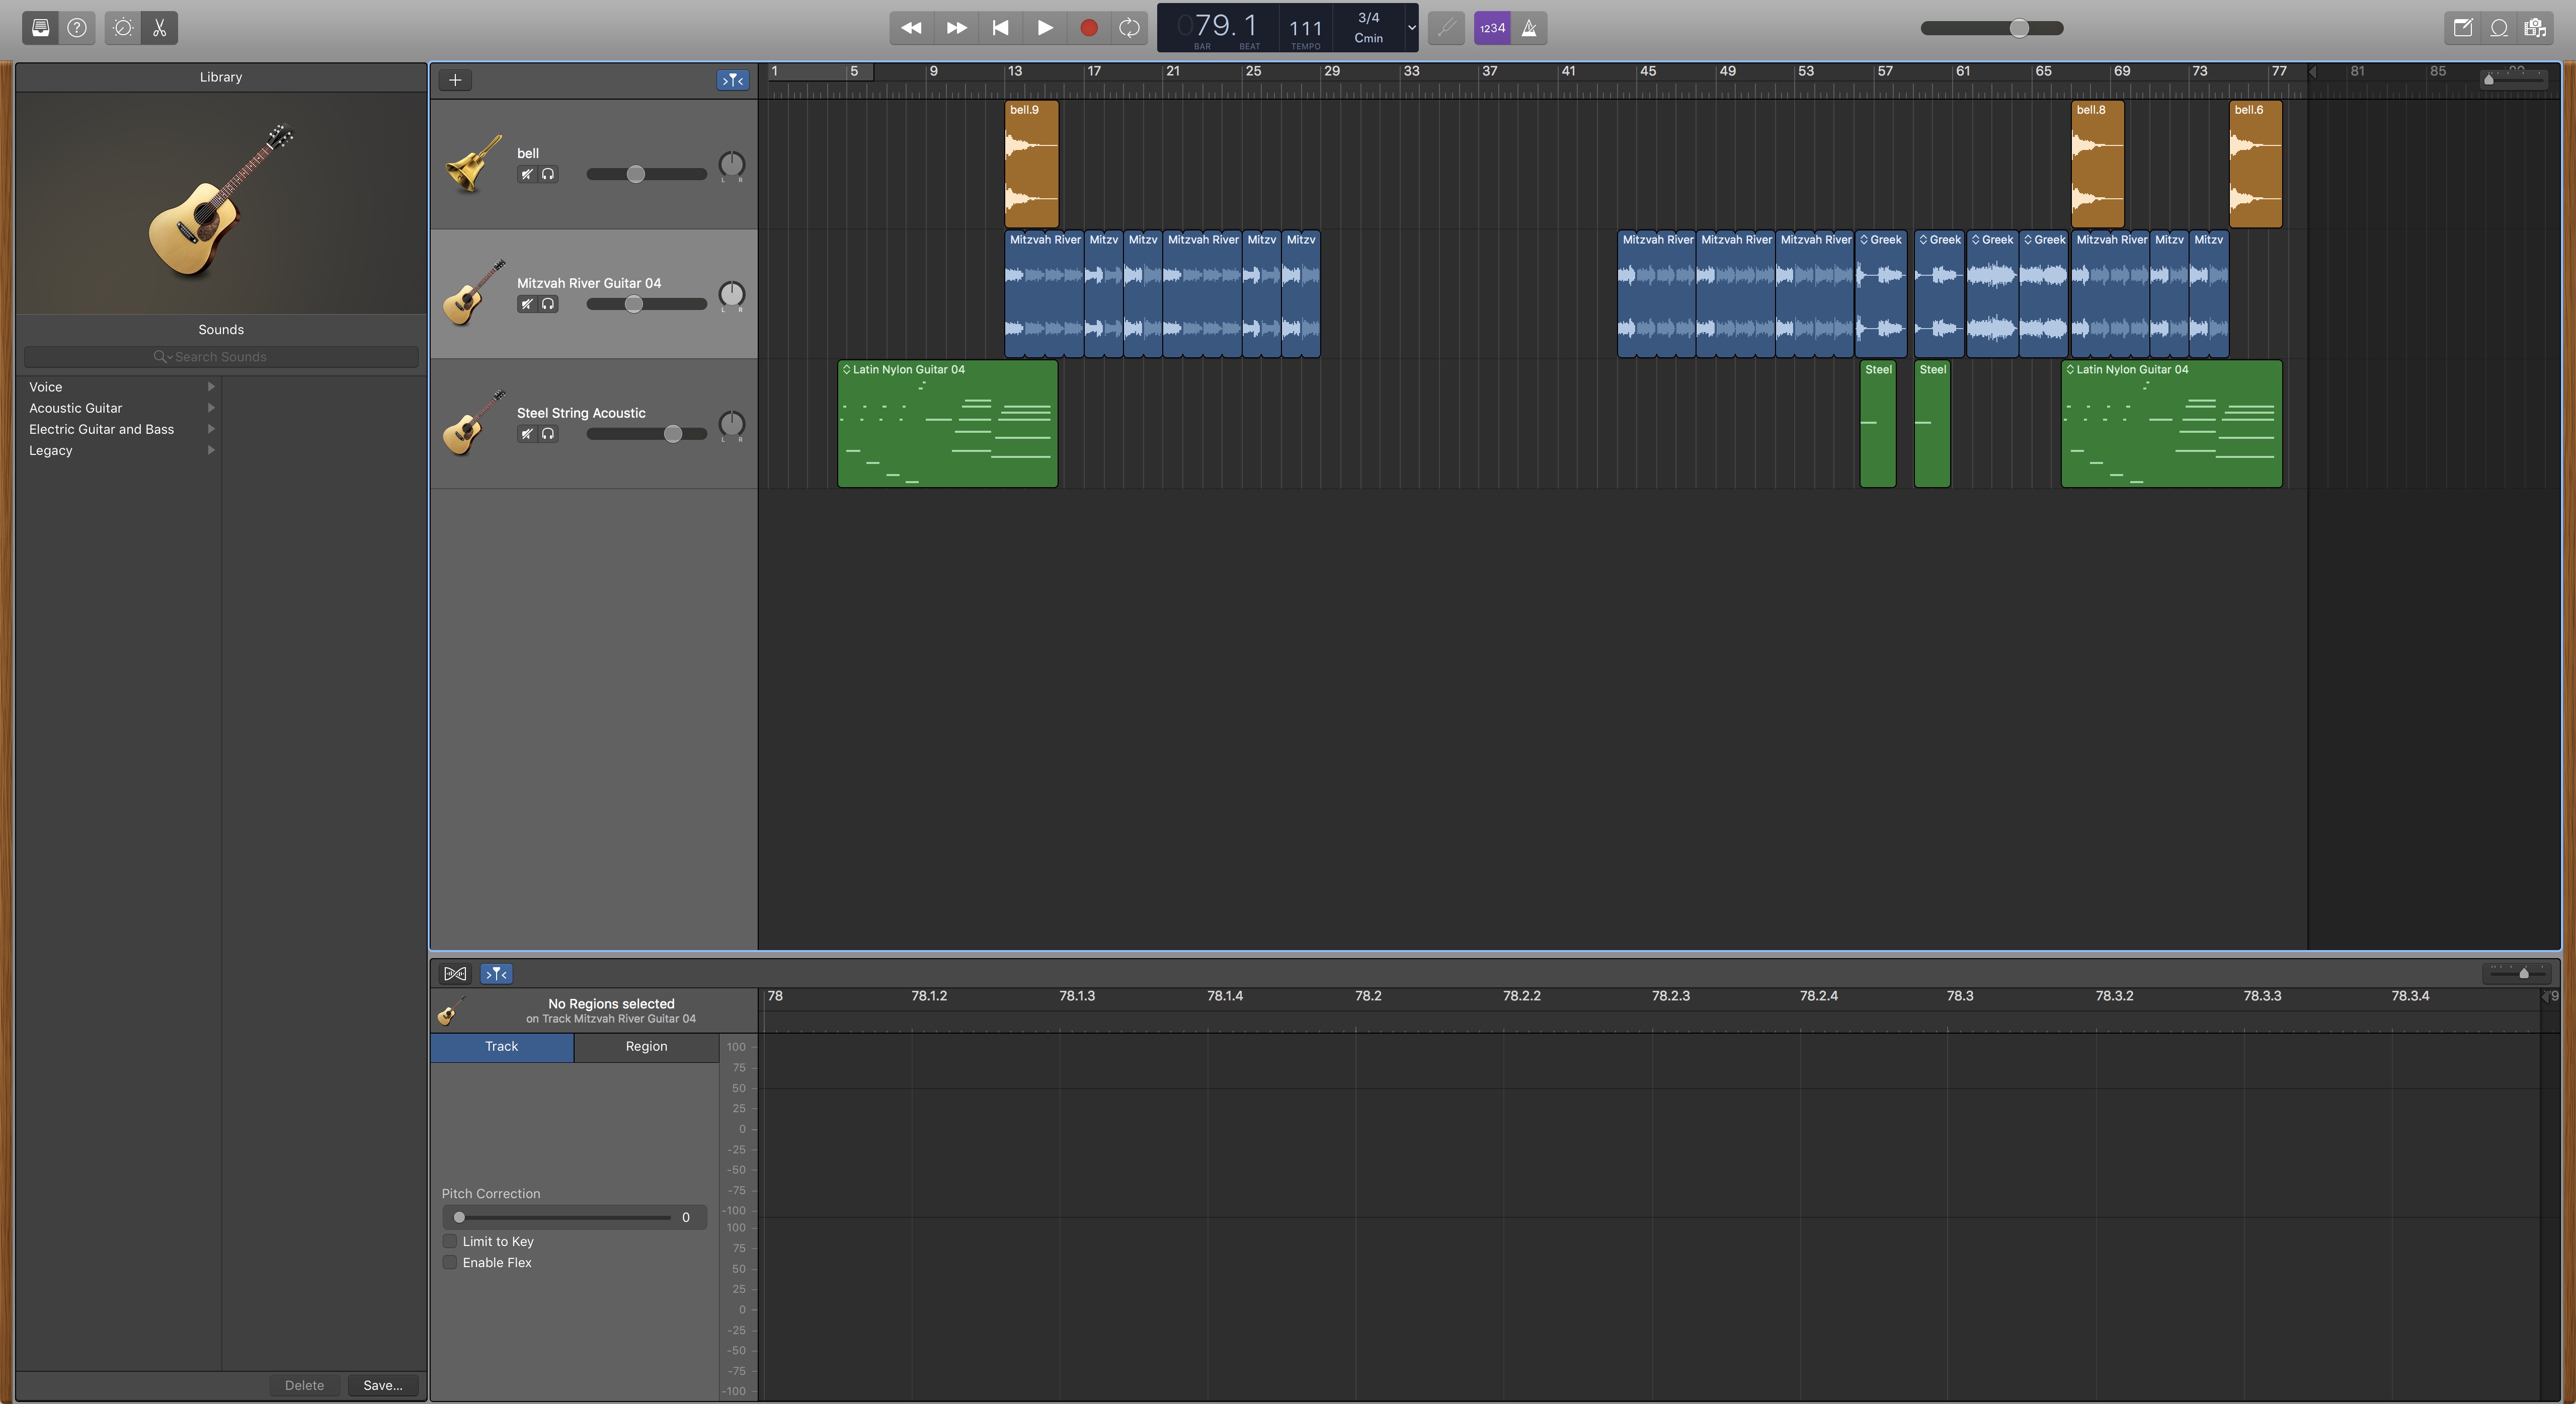 079.1 111 3/4
BAR BEAT TEMPO Cmin
1234
Library
1 5 9 13 17 21 25 29 33 37 41 45 49 53 57 61 65 69 73 77 81 85
bell.9 bell.8 bell.6
bell
L R
Mitzvah River Mitzv Mitzv Mitzvah River Mitzv Mitzv Mitzvah River Mitzvah River Mitzvah River Greek Greek Greek Greek Mitzvah River Mitzv Mitzv
Mitzvah River Guitar 04
L R
Latin Nylon Guitar 04 Steel Steel Latin Nylon Guitar 04
Steel String Acoustic
L R
Sounds
Search Sounds
Voice
Acoustic Guitar
Electric Guitar and Bass
Legacy
Delete Save...
78 78.1.2 78.1.3 78.1.4 78.2 78.2.2 78.2.3 78.2.4 78.3 78.3.2 78.3.3 78.3.4
No Regions selected
on Track Mitzvah River Guitar 04
Track Region
100
75
50
25
0
-25
-50
-75
-100
100
75
50
25
0
-25
-50
-75
-100
Pitch Correction
0
Limit to Key
Enable Flex